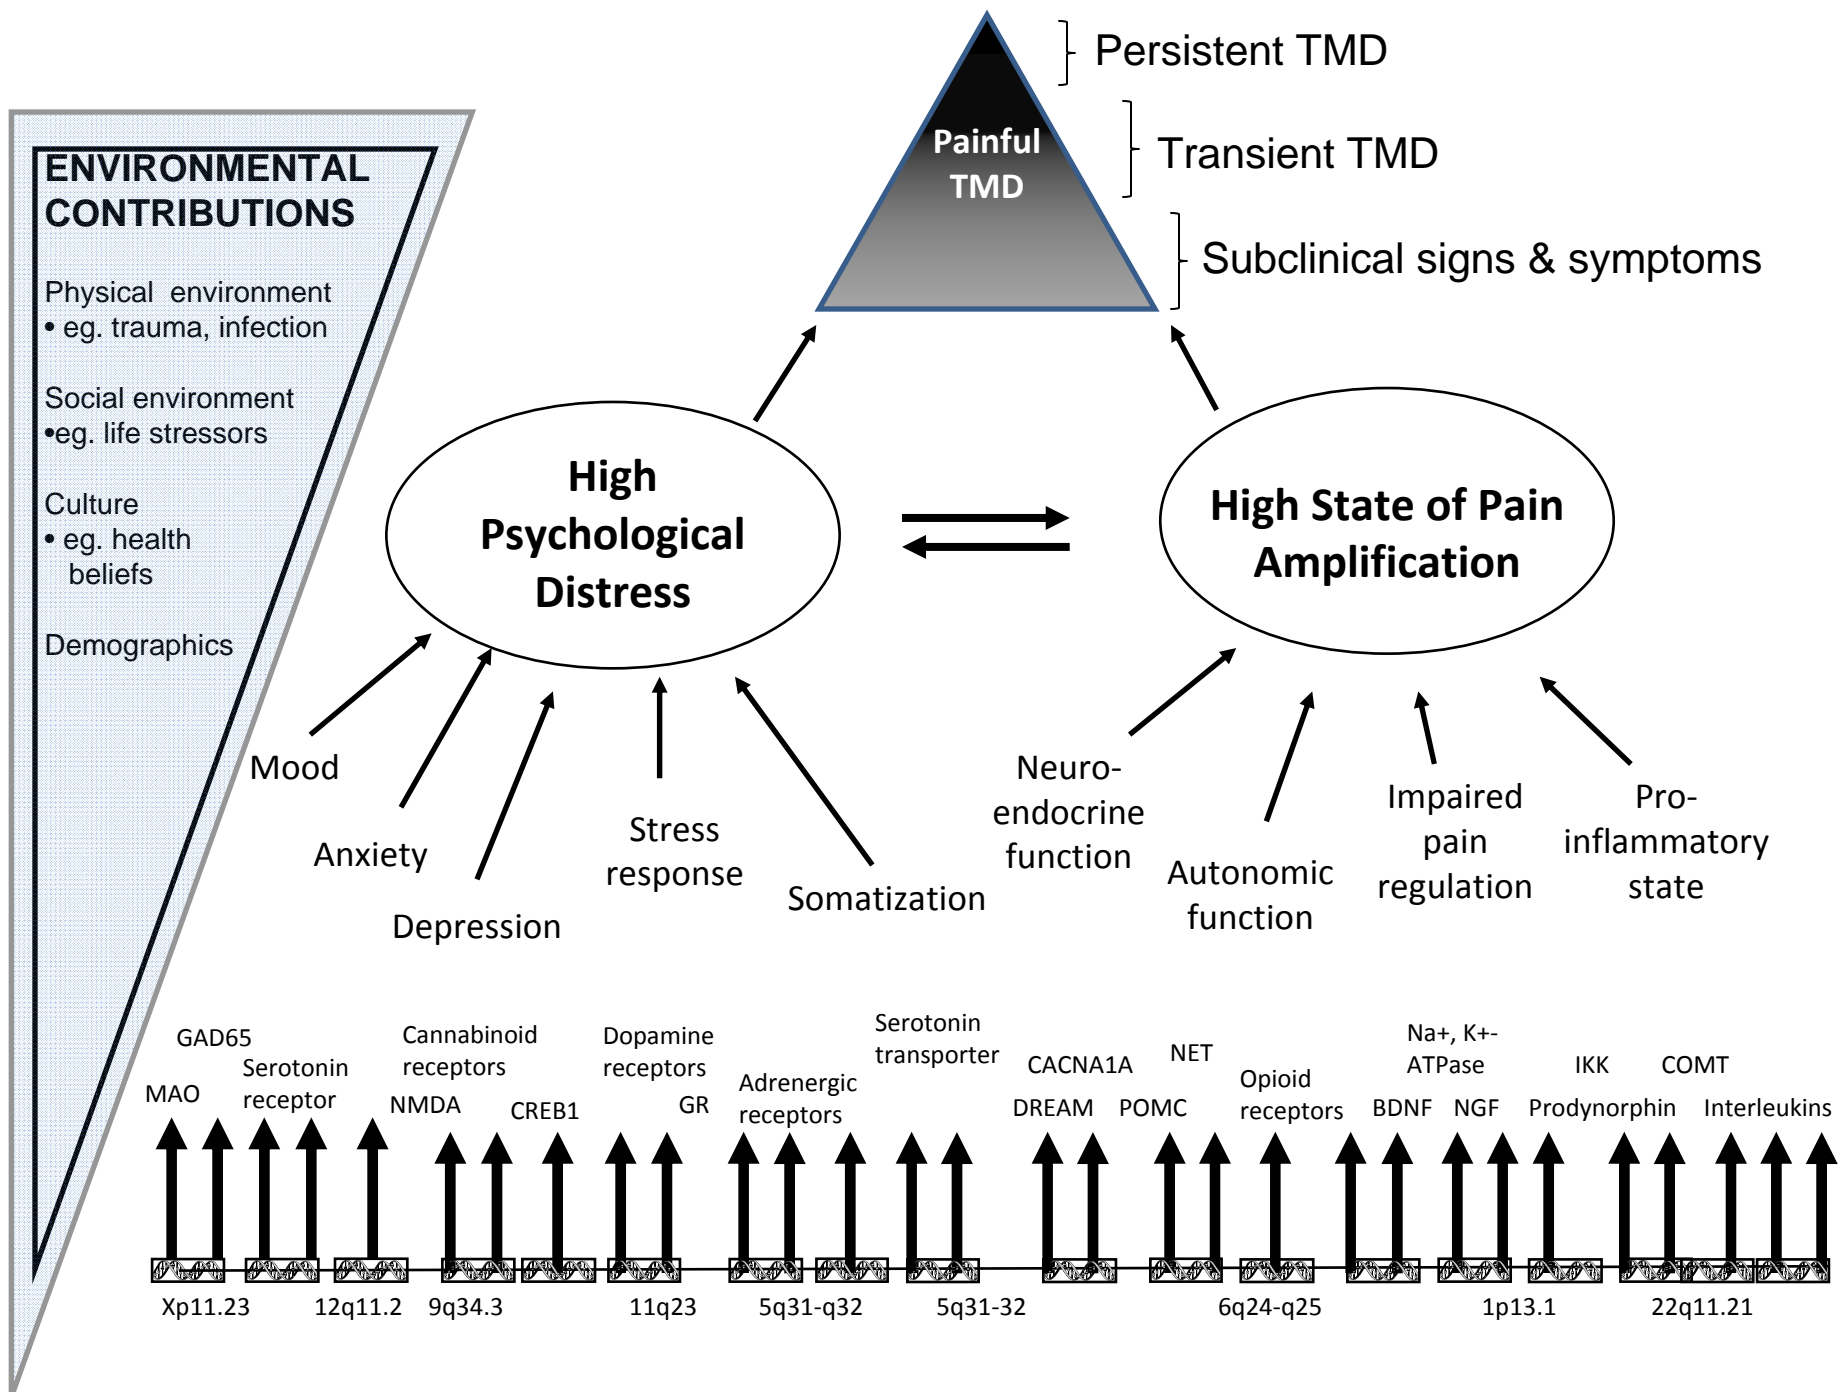 Persistent TMD
Painful
TMD
Transient TMD
Subclinical signs & symptoms
ENVIRONMENTAL
CONTRIBUTIONS
Physical environment
• eg. trauma, infection
Social environment
•eg. life stressors
Culture
• eg. health
beliefs
Demographics
High
Psychological
Distress
High State of Pain
Amplification
Mood
Anxiety
Depression
Stress
response
Somatization
Neuro-
endocrine
function
Autonomic
function
Impaired
pain
regulation
Pro-
inflammatory
state
MAO
GAD65
Serotonin
receptor
NMDA
Cannabinoid
receptors
CREB1
Dopamine
receptors
GR
Adrenergic
receptors
Serotonin
transporter
CACNA1A
DREAM
POMC
NET
Opioid
receptors
Na+, K+-
ATPase
BDNF
NGF
IKK
Prodynorphin
COMT
Interleukins
Xp11.23
12q11.2
9q34.3
11q23
5q31-q32
5q31-32
6q24-q25
1p13.1
22q11.21